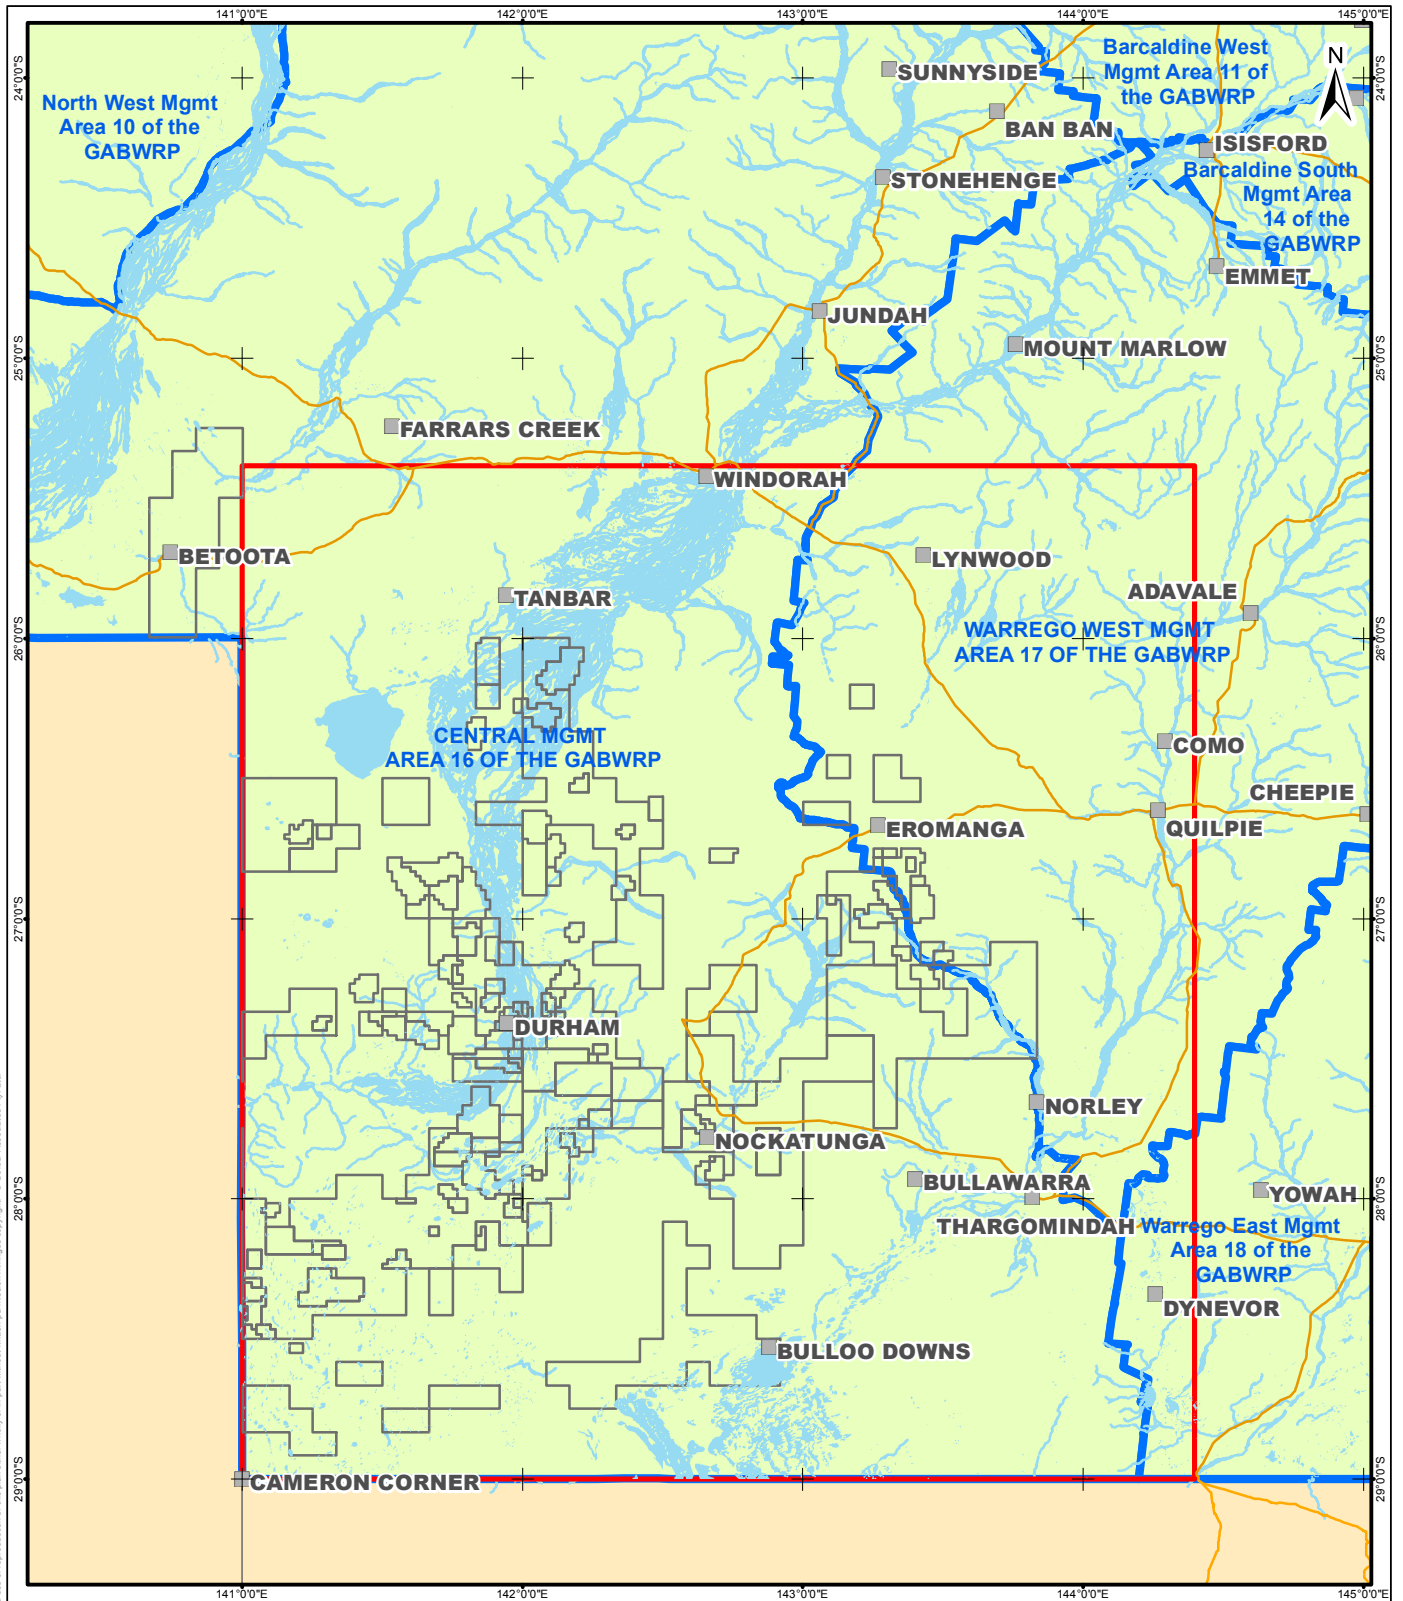 141°0'0"E
142°0'0"E
143°0'0"E
144°0'0"E
145°0'0"E
24°0'0"S
24°0'0"S
N
North West Mgmt
Area 10 of the
GABWRP
Barcaldine West
Mgmt Area 11 of
the GABWRP
SUNNYSIDE
BAN BAN
ISISFORD
STONEHENGE
Barcaldine South
Mgmt Area
14 of the
GABWRP
EMMET
JUNDAH
MOUNT MARLOW
25°0'0"S
25°0'0"S
FARRARS CREEK
WINDORAH
BETOOTA
LYNWOOD
TANBAR
ADAVALE
26°0'0"S
26°0'0"S
WARREGO WEST MGMT
AREA 17 OF THE GABWRP
CENTRAL MGMT
AREA 16 OF THE GABWRP
COMO
CHEEPIE
EROMANGA
QUILPIE
27°0'0"S
27°0'0"S
DURHAM
NORLEY
NOCKATUNGA
BULLAWARRA
YOWAH
28°0'0"S
28°0'0"S
THARGOMINDAH
Warrego East Mgmt
Area 18 of the
GABWRP
DYNEVOR
BULLOO DOWNS
29°0'0"S
29°0'0"S
CAMERON CORNER
141°0'0"E
142°0'0"E
143°0'0"E
144°0'0"E
145°0'0"E